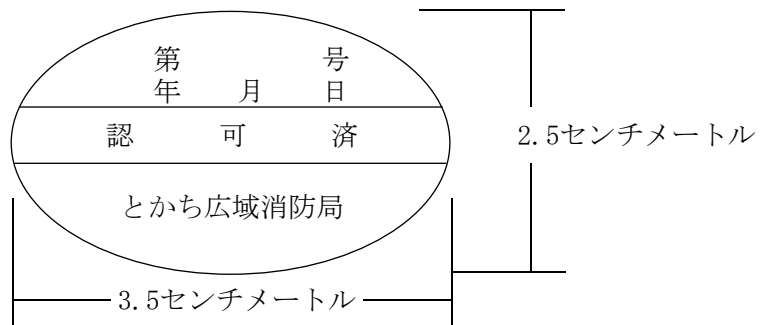 第 号
年 月 日
認 可 済
2.5センチメートル
とかち広域消防局
3.5センチメートル